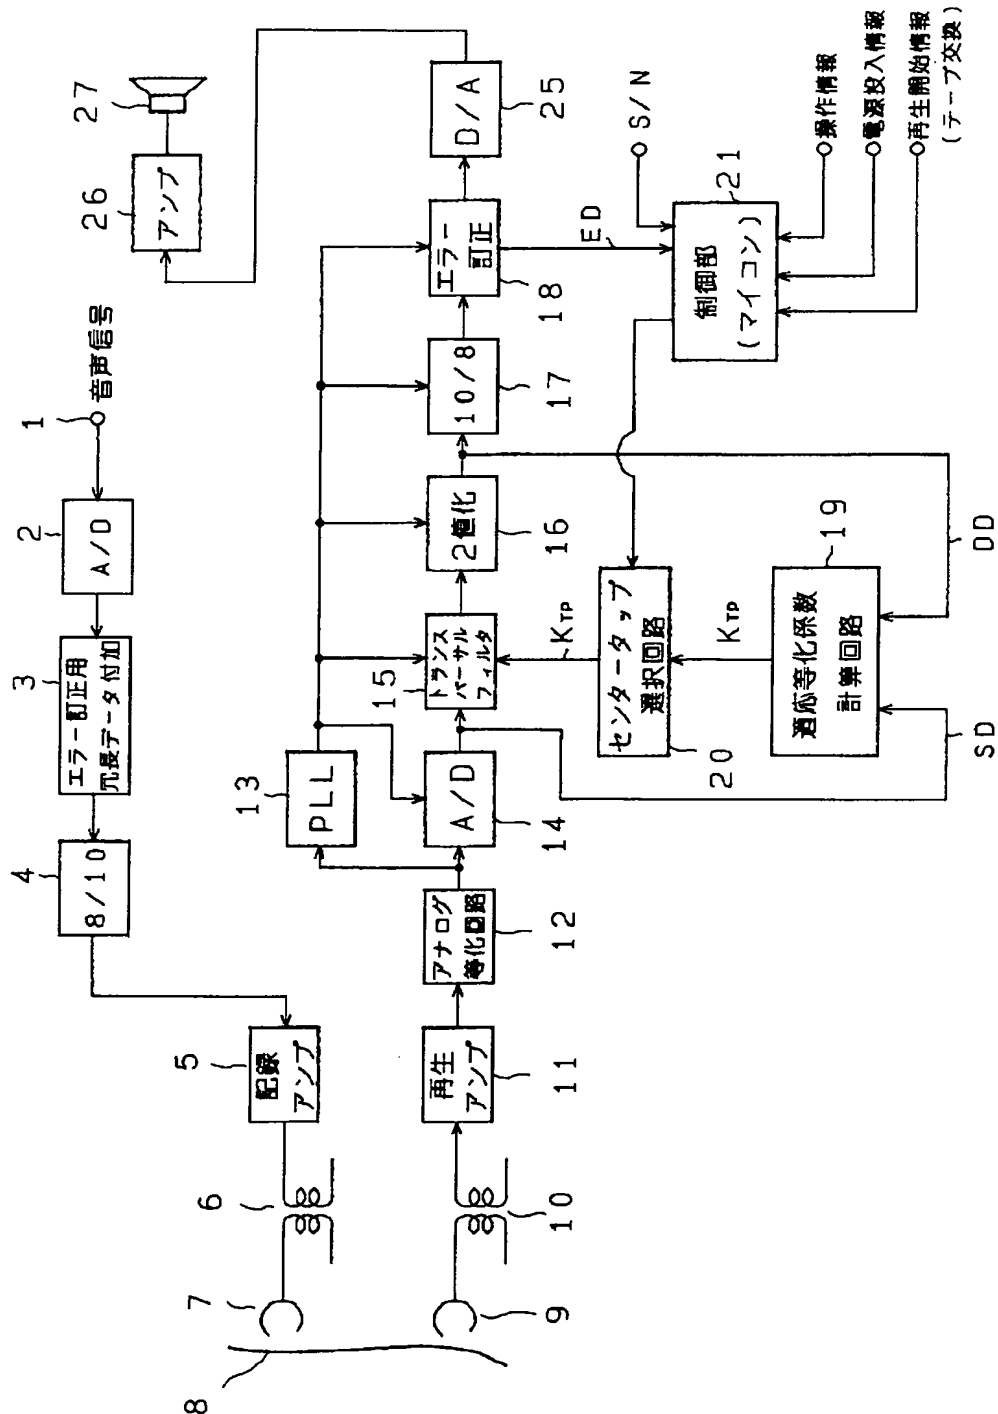 1
音声信号
2
A/D
3
エラー訂正用
冗長データ付加
4
8/10
5
記録
アンプ
6
7
8
9
10
11
再生
アンプ
12
アナログ
等化回路
13
PLL
14
A/D
15
トランス
バーサル
フィルタ
16
2値化
17
10/8
18
エラー
訂正
25
D/A
26
アンプ
27
KTP
20
センタータップ
選択回路
KTP
19
適応等化係数
計算回路
SD
DD
ED
S/N
21
制御部
(マイコン)
操作情報
電源投入情報
再生開始情報
(テープ交換)